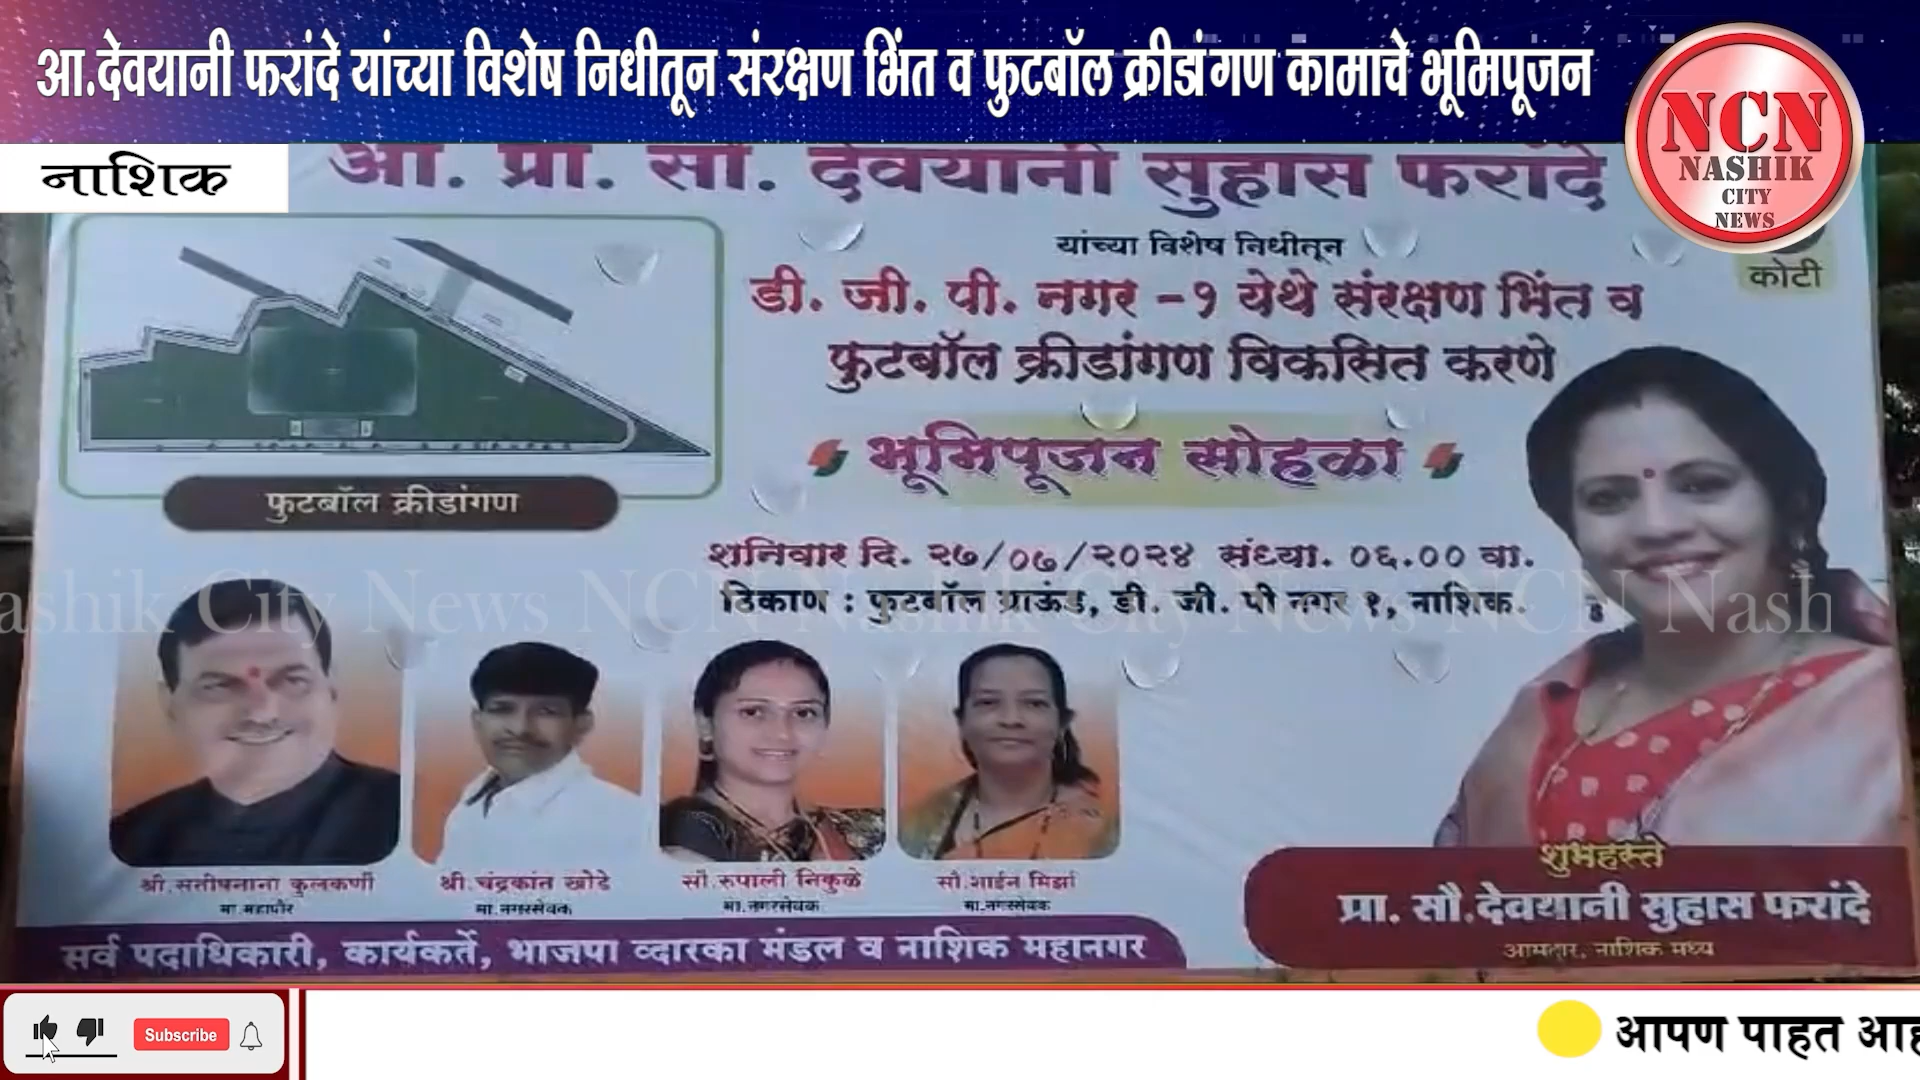 आ.देवयानी फरांदे यांच्या विशेष निधीतून संरक्षण भिंत व फुटबॉल क्रीडांगण कामाचे भूमिपूजन
NCN
NASHIK
CITY
NEWS
नाशिक
आ. प्रा. सौ. देवयानी सुहास फरांदे
यांच्या विशेष निधीतून
कोटी
डी. जी. पी. नगर -१ येथे संरक्षण भिंत व
फुटबॉल क्रीडांगण विकसित करणे
भूमिपूजन सोहळा
फुटबॉल क्रीडांगण
शनिवार दि. २७/०७/२०२४ संध्या. ०६.०० वा.
ठिकाण : फुटबॉल ग्राऊंड, डी. जी. पी नगर १, नाशिक.
ashik City News NCN Nashik City News NCN Nash
श्री.सतीषनाना कुलकर्णी
मा.महापौर
श्री.चंद्रकांत खोडे
मा.नगरसेवक
सौ.रुपाली निकुळे
मा.नगरसेवक
सौ.शाईन मिर्झा
मा.नगरसेवक
शुभहस्ते
प्रा. सौ.देवयानी सुहास फरांदे
आमदार, नाशिक मध्य
सर्व पदाधिकारी, कार्यकर्ते, भाजपा व्दारका मंडल व नाशिक महानगर
Subscribe
आपण पाहत आह